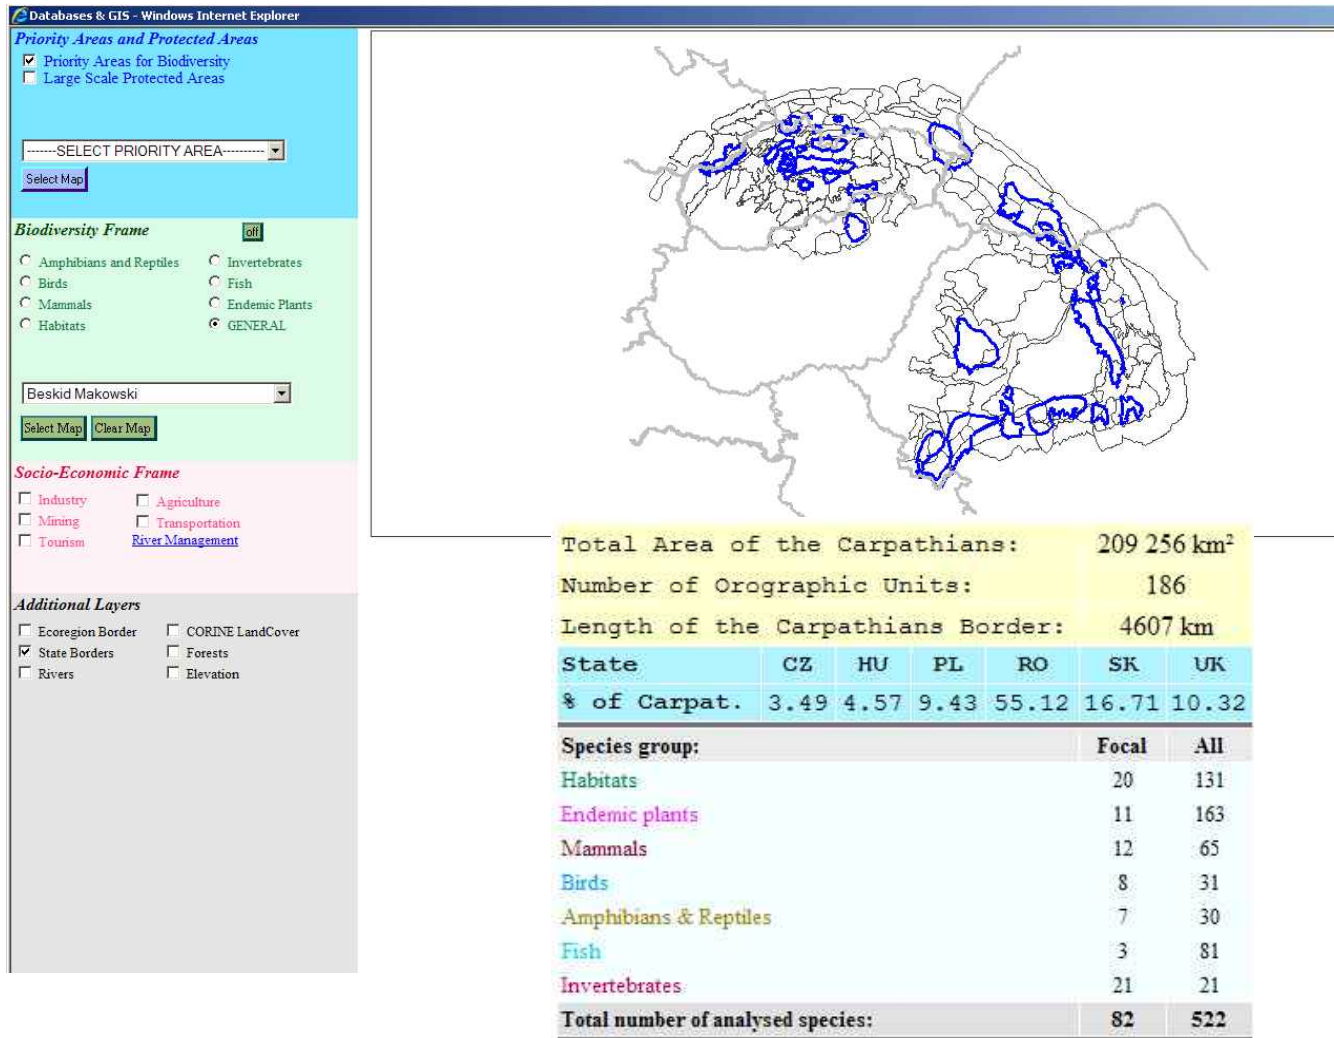 Databases & GIS - Windows Internet Explorer
Priority Areas and Protected Areas
Priority Areas for Biodiversity
Large Scale Protected Areas
-------SELECT PRIORITY AREA----------
Select Map
Biodiversity Frame off
Amphibians and Reptiles Invertebrates
Birds Fish
Mammals Endemic Plants
Habitats GENERAL
Beskid Makowski
Select Map Clear Map
Socio-Economic Frame
Industry Agriculture
Mining Transportation
Tourism River Management
Additional Layers
Ecoregion Border CORINE LandCover
State Borders Forests
Rivers Elevation
Total Area of the Carpathians: 209 256 km²
Number of Orographic Units: 186
Length of the Carpathians Border: 4607 km
State CZ HU PL RO SK UK
% of Carpat. 3.49 4.57 9.43 55.12 16.71 10.32
Species group: Focal All
Habitats 20 131
Endemic plants 11 163
Mammals 12 65
Birds 8 31
Amphibians & Reptiles 7 30
Fish 3 81
Invertebrates 21 21
Total number of analysed species: 82 522